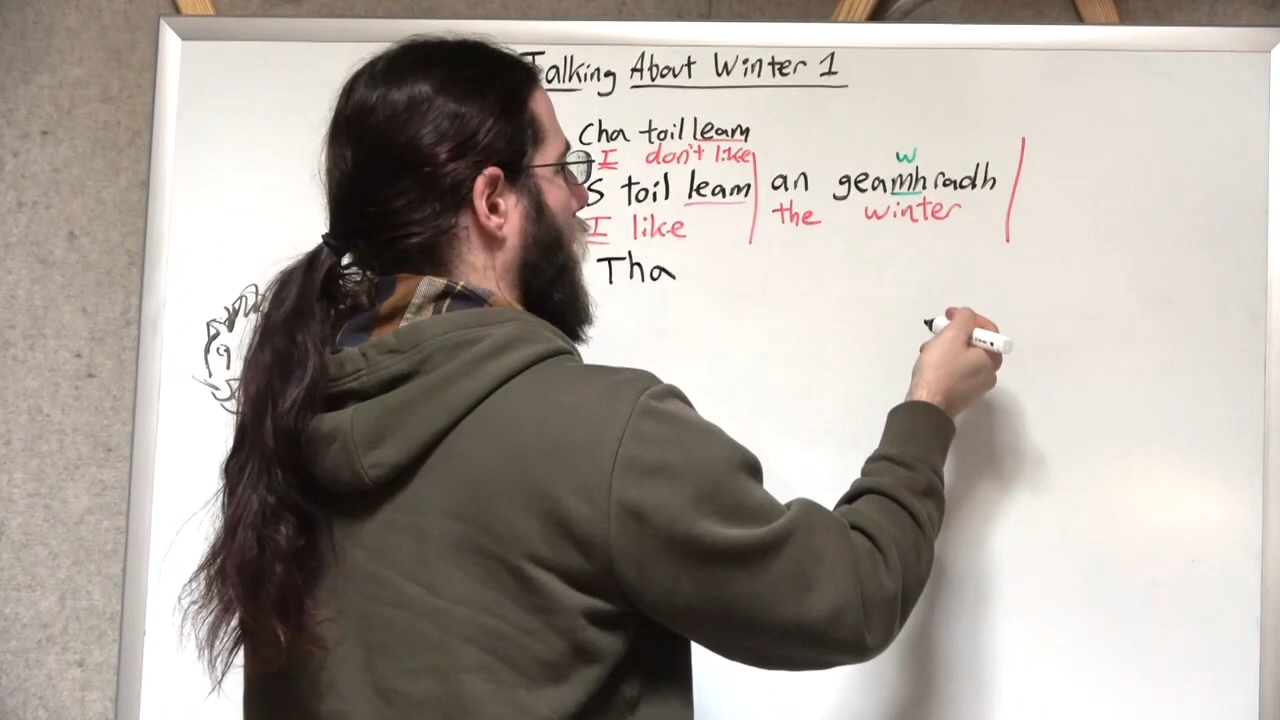 Talking About Winter 1
Cha toil leam
I don't like
w
S toil leam an geamhradh
I like the winter
Tha